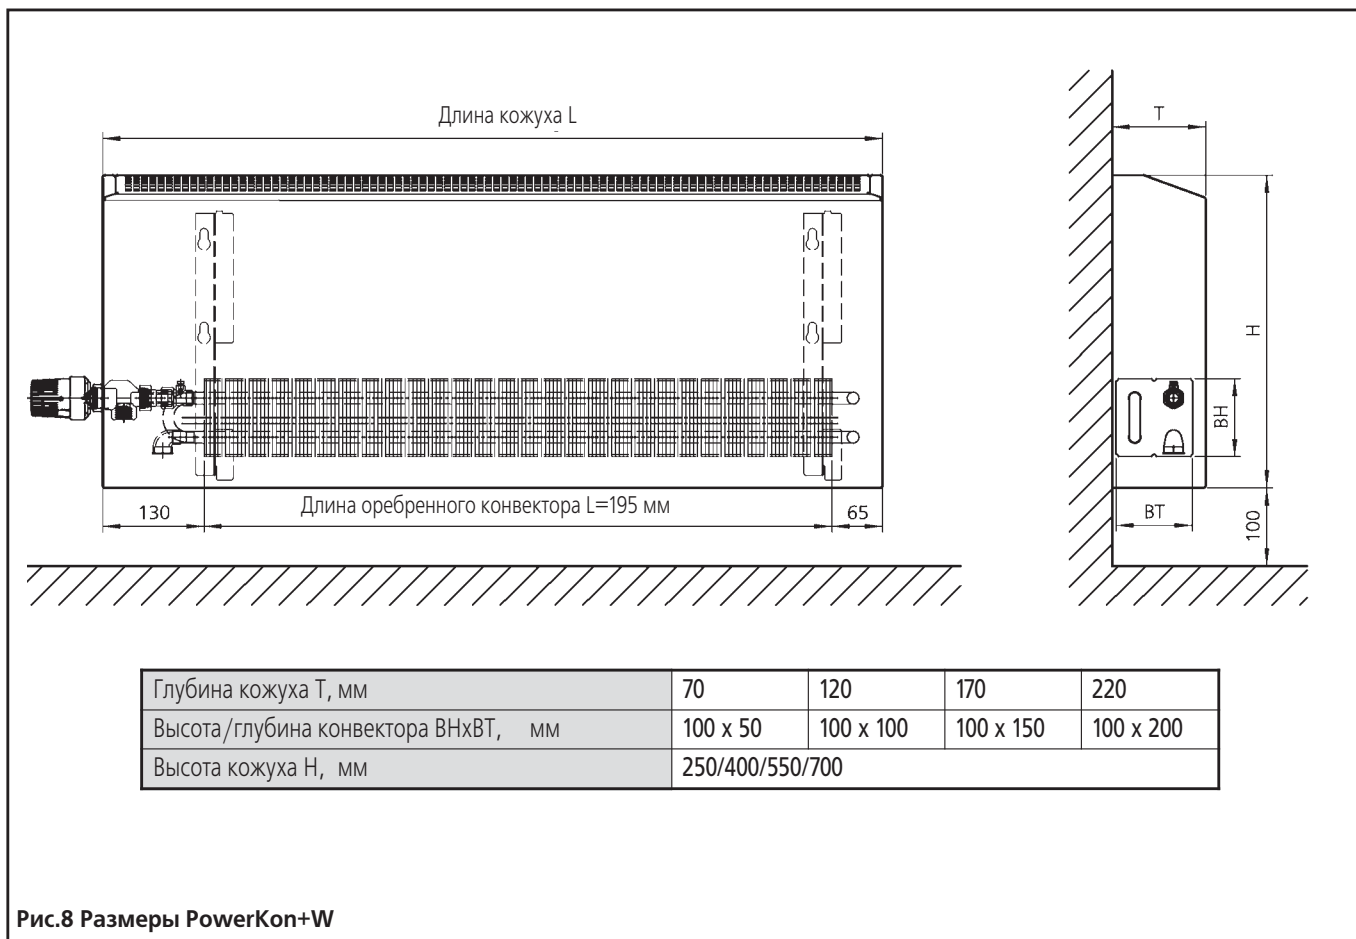 Длина кожуха L
T
H
BH
BT
100
130
Длина оребренного конвектора L=195 мм
65
Глубина кожуха T, мм 70 120 170 220
Высота/глубина конвектора BHxBT, мм 100 x 50 100 x 100 100 x 150 100 x 200
Высота кожуха H, мм 250/400/550/700
Рис.8 Размеры PowerKon+W